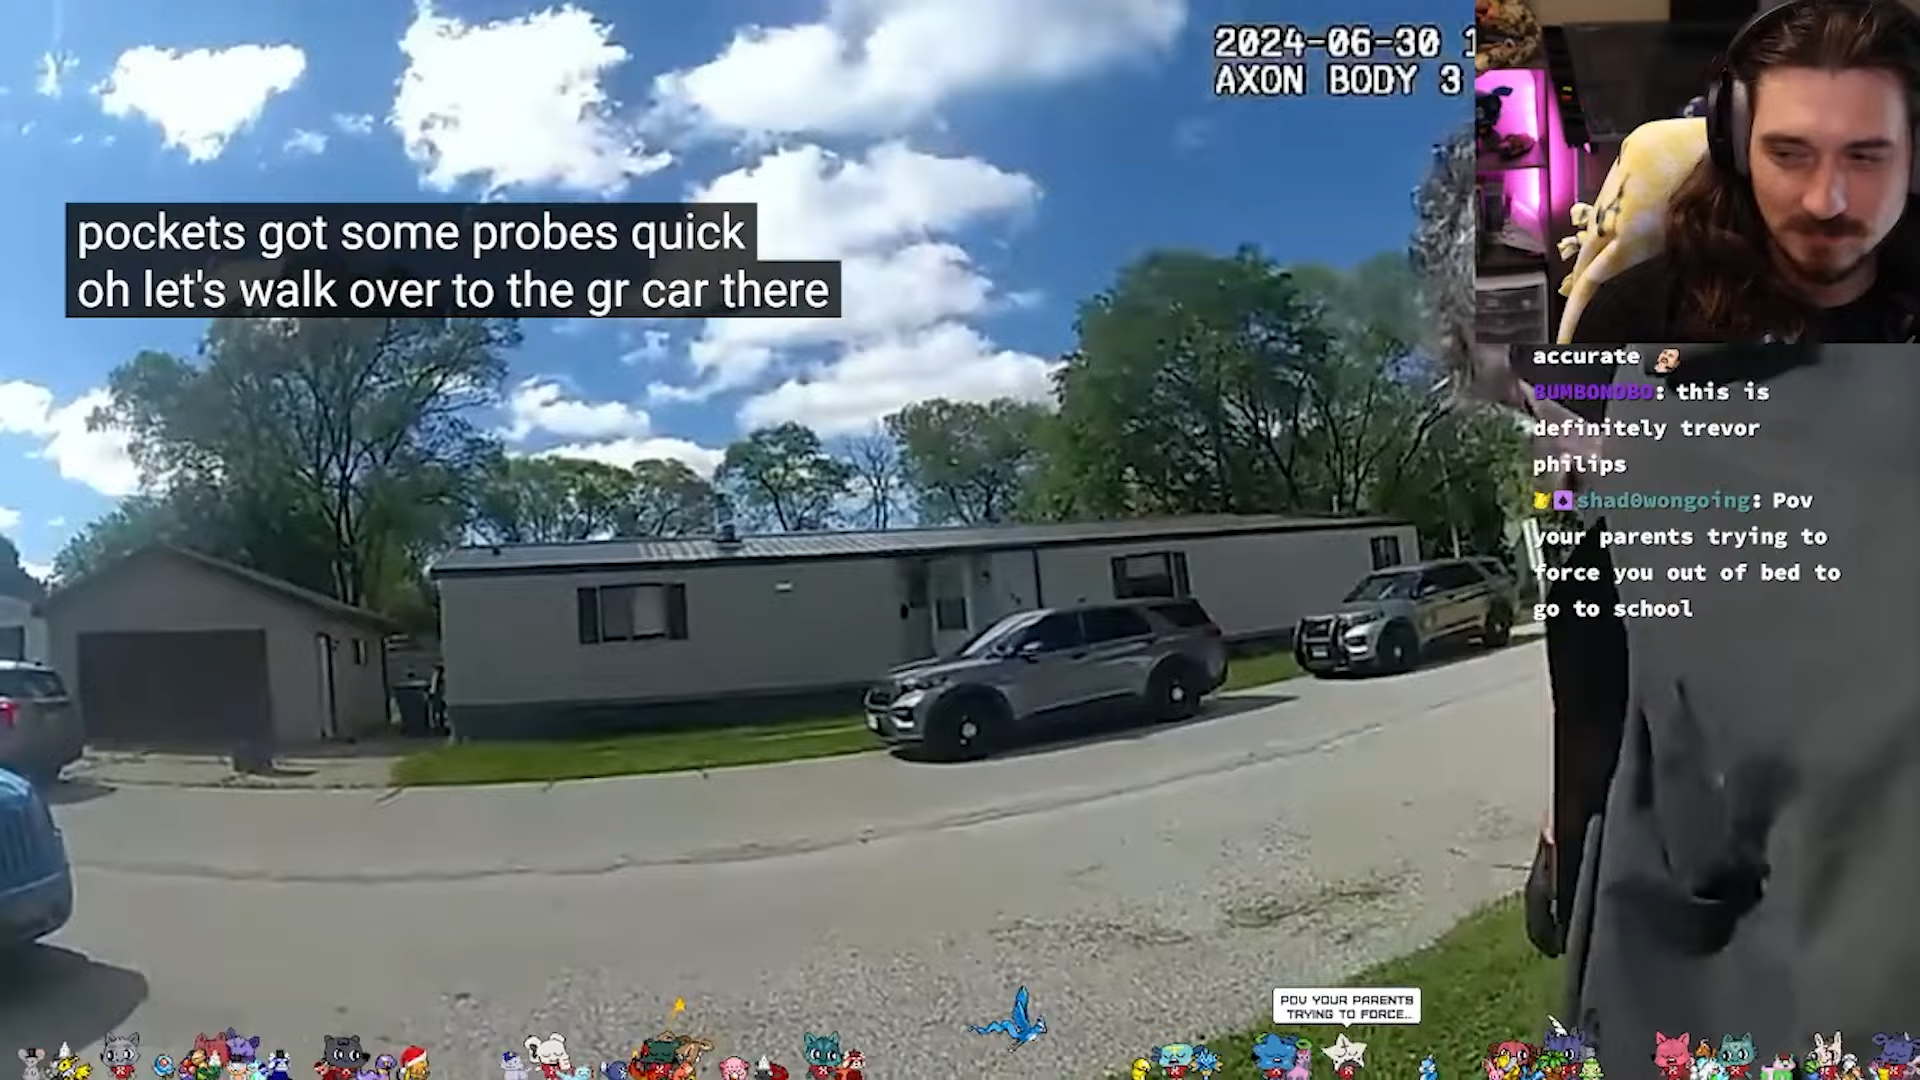 2024-06-30 1
AXON BODY 3
pockets got some probes quick
oh let's walk over to the gr car there
accurate
BUMBONOBO: this is
definitely trevor
philips
shad0wongoing: Pov
your parents trying to
force you out of bed to
go to school
POV YOUR PARENTS
TRYING TO FORCE..